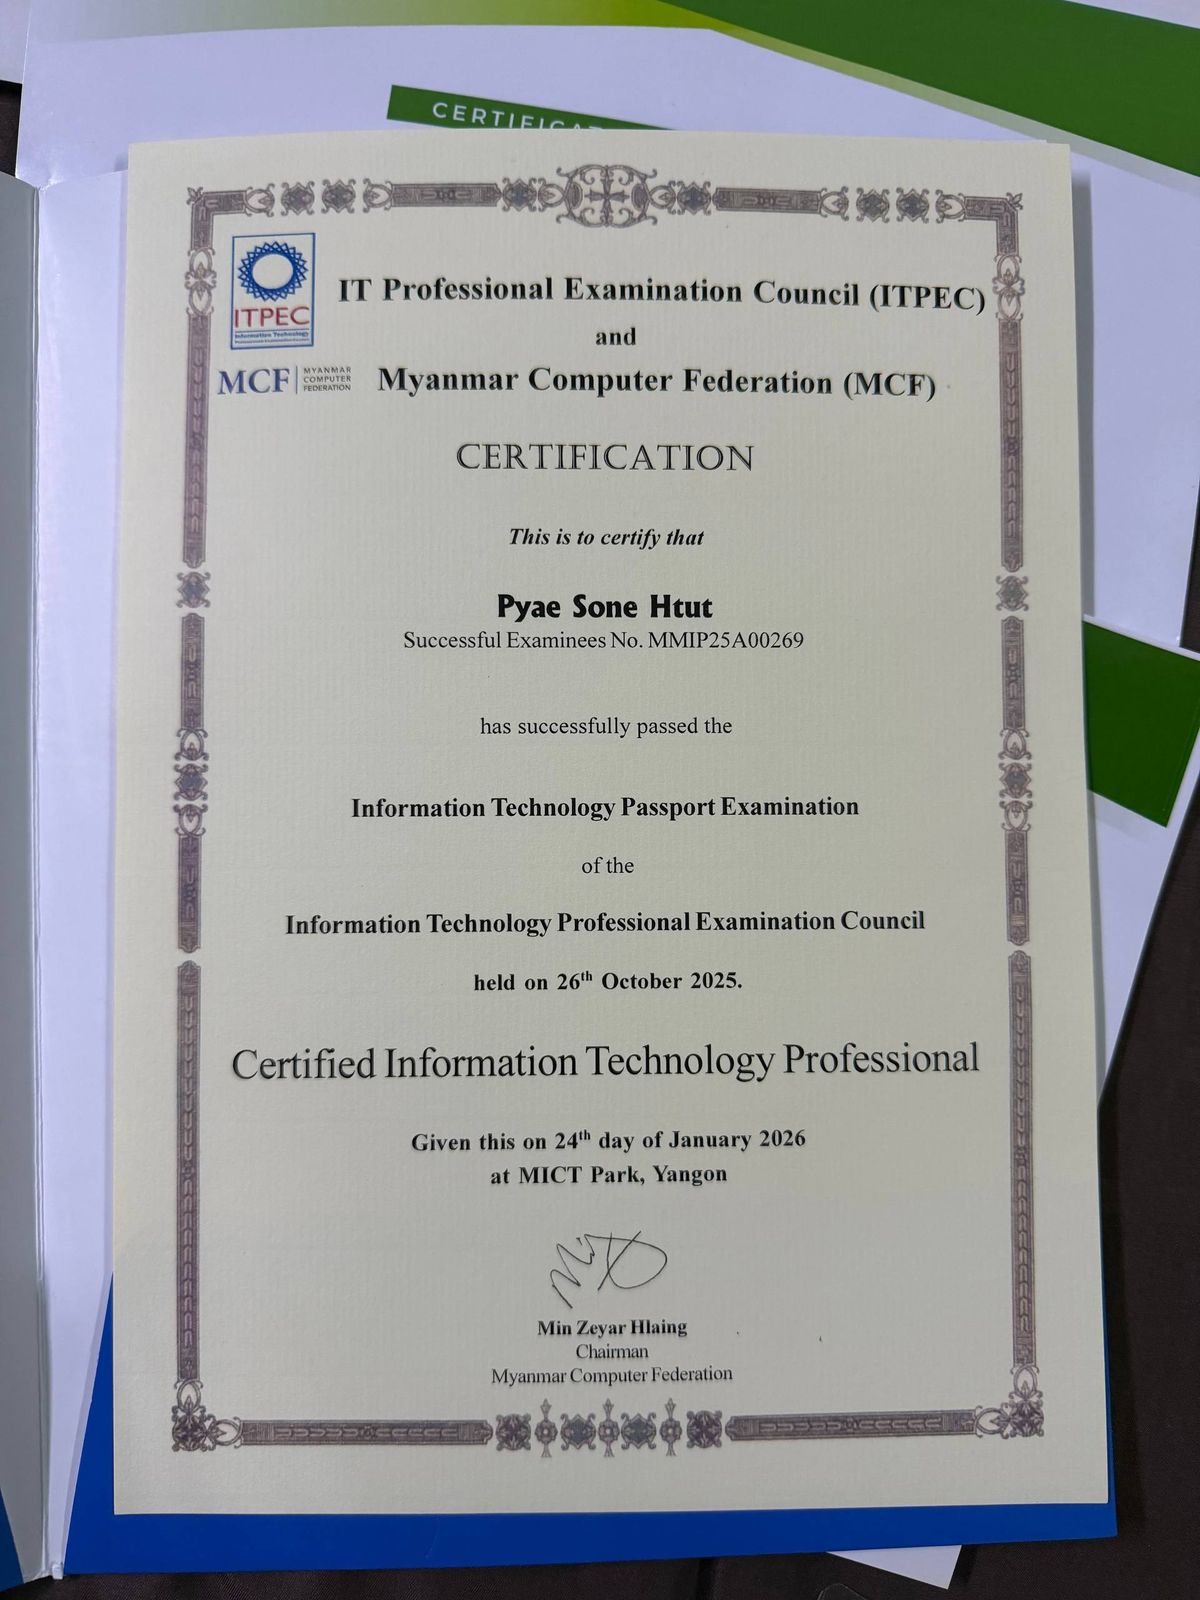 CERTIFICAT
ITPEC
Information Technology
IT Professional Examination Council (ITPEC)
and
MCF MYANMAR COMPUTER FEDERATION
Myanmar Computer Federation (MCF)
CERTIFICATION
This is to certify that
Pyae Sone Htut
Successful Examinees No. MMIP25A00269
has successfully passed the
Information Technology Passport Examination
of the
Information Technology Professional Examination Council
held on 26th October 2025.
Certified Information Technology Professional
Given this on 24th day of January 2026
at MICT Park, Yangon
Min Zeyar Hlaing
Chairman
Myanmar Computer Federation